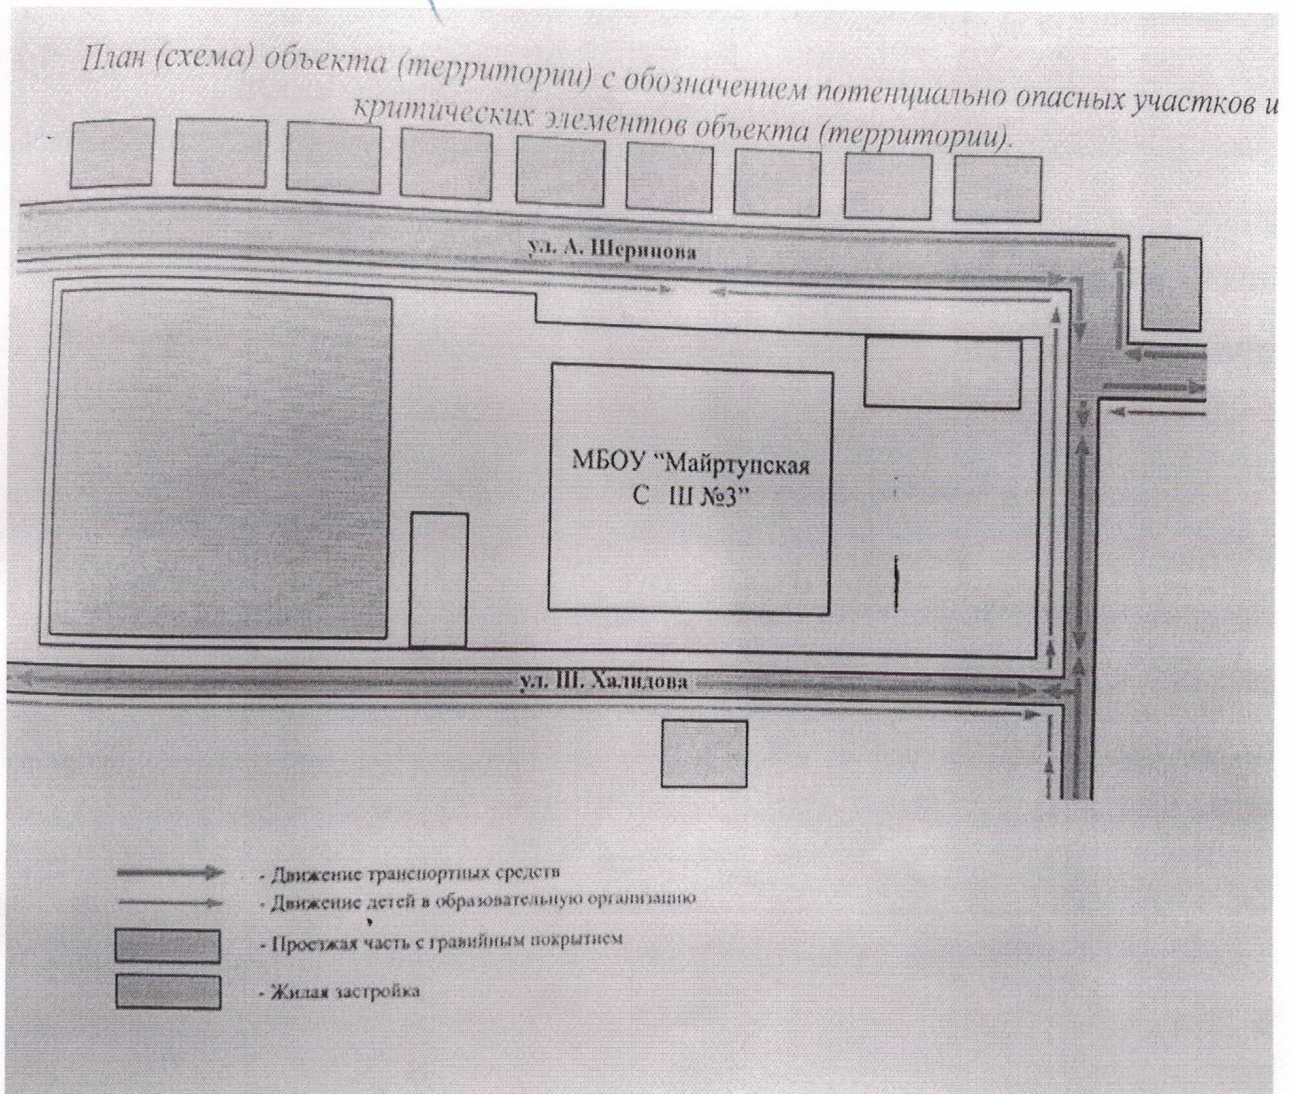 План (схема) объекта (территории) с обозначением потенциально опасных участков и
критических элементов объекта (территории).
ул. А. Шерипова
МБОУ “Майртупская
С Ш №3”
ул. Ш. Халидова
- Движение транспортных средств
- Движение детей в образовательную организацию
- Проезжая часть с гравийным покрытием
- Жилая застройка